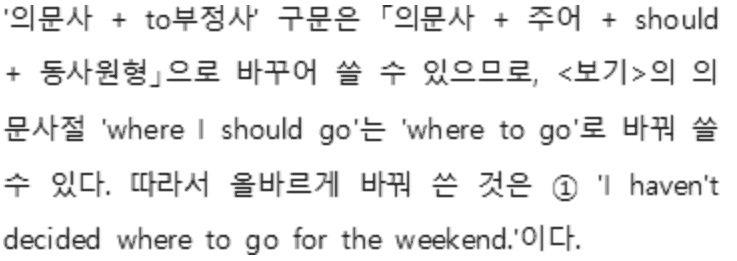 '의문사 + to부정사' 구문은 「의문사 + 주어 + should
+ 동사원형」으로 바꾸어 쓸 수 있으므로, <보기>의 의
문사절 'where I should go'는 'where to go'로 바꿔 쓸
수 있다. 따라서 올바르게 바꿔 쓴 것은 ① 'I haven't
decided where to go for the weekend.'이다.